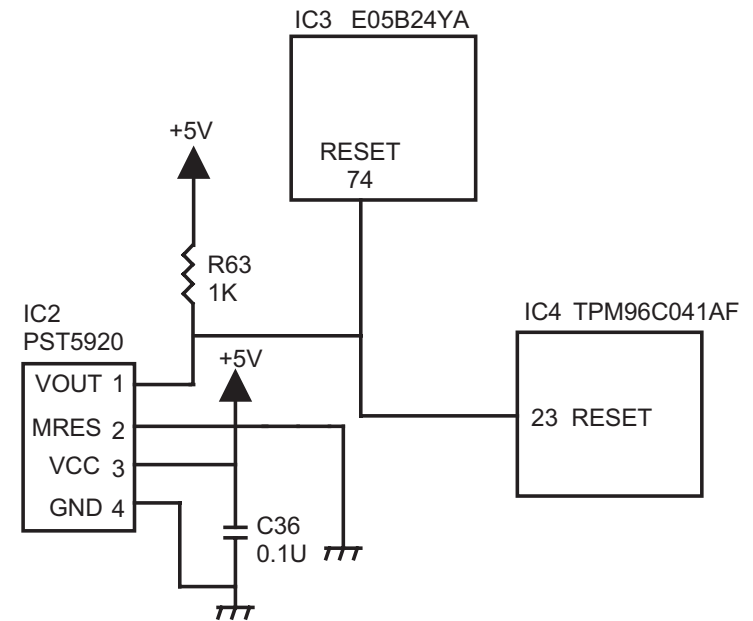 IC3 E05B24YA
RESET
74
+5V
R63
1K
IC2
PST5920
VOUT 1
MRES 2
VCC 3
GND 4
+5V
C36
0.1U
IC4 TPM96C041AF
23 RESET